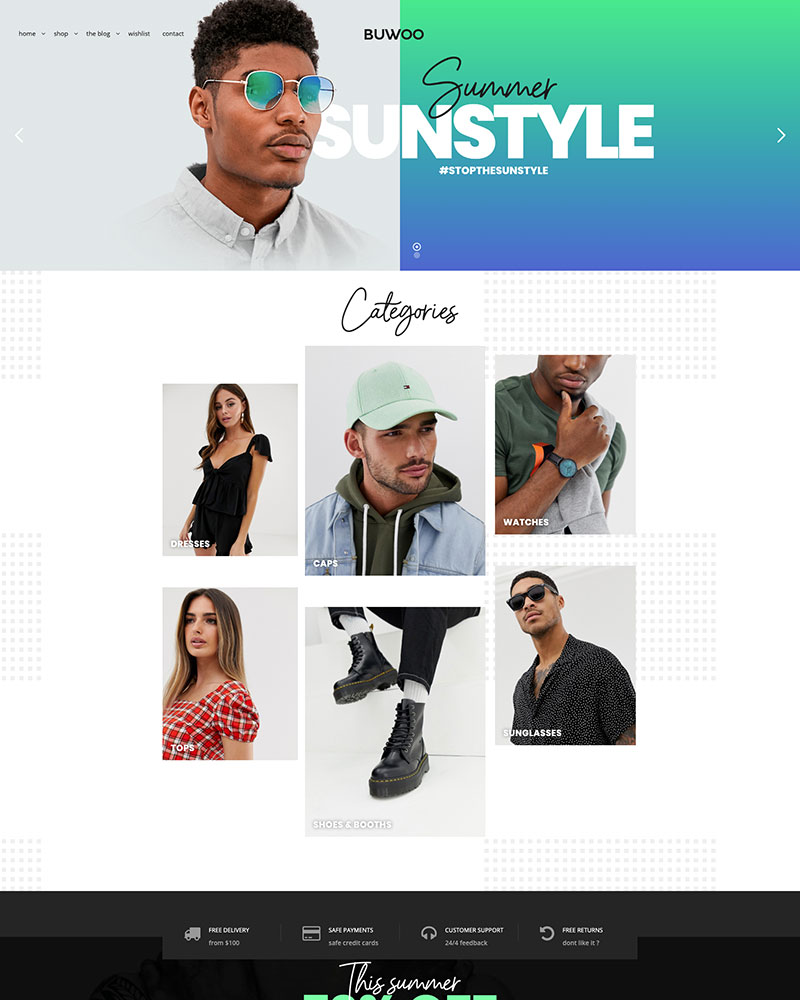 home shop the blog wishlist contact
BUWOO
Summer
SUNSTYLE
#STOPTHESUNSTYLE
Categories
DRESSES
CAPS
WATCHES
TOPS
SHOES & BOOTHS
SUNGLASSES
FREE DELIVERY
from $100
SAFE PAYMENTS
safe credit cards
CUSTOMER SUPPORT
24/4 feedback
FREE RETURNS
dont like it ?
This summer